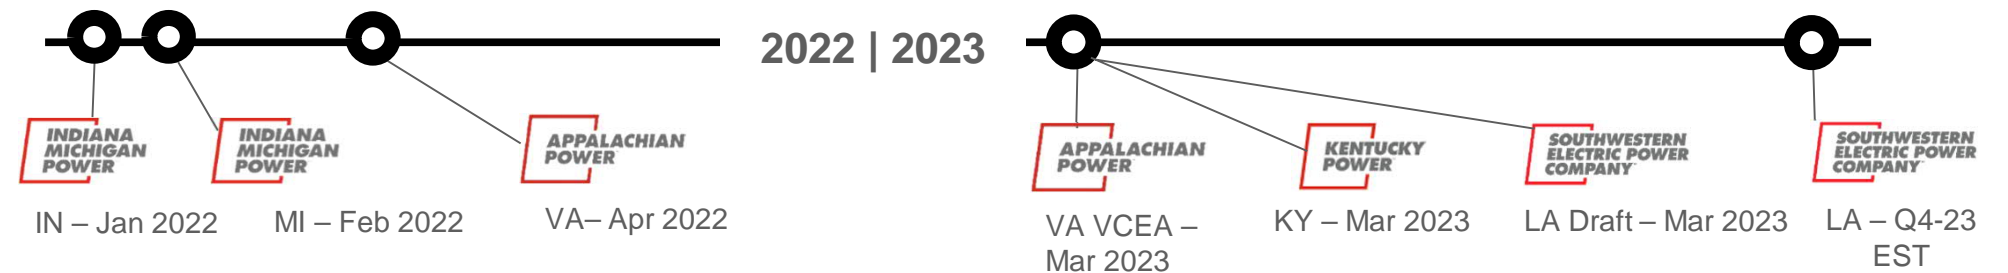 2022 | 2023
INDIANA
MICHIGAN
POWER
IN – Jan 2022
INDIANA
MICHIGAN
POWER
MI – Feb 2022
APPALACHIAN
POWER
VA– Apr 2022
APPALACHIAN
POWER
VA VCEA –
Mar 2023
KENTUCKY
POWER
KY – Mar 2023
SOUTHWESTERN
ELECTRIC POWER
COMPANY
LA Draft – Mar 2023
SOUTHWESTERN
ELECTRIC POWER
COMPANY
LA – Q4-23
EST